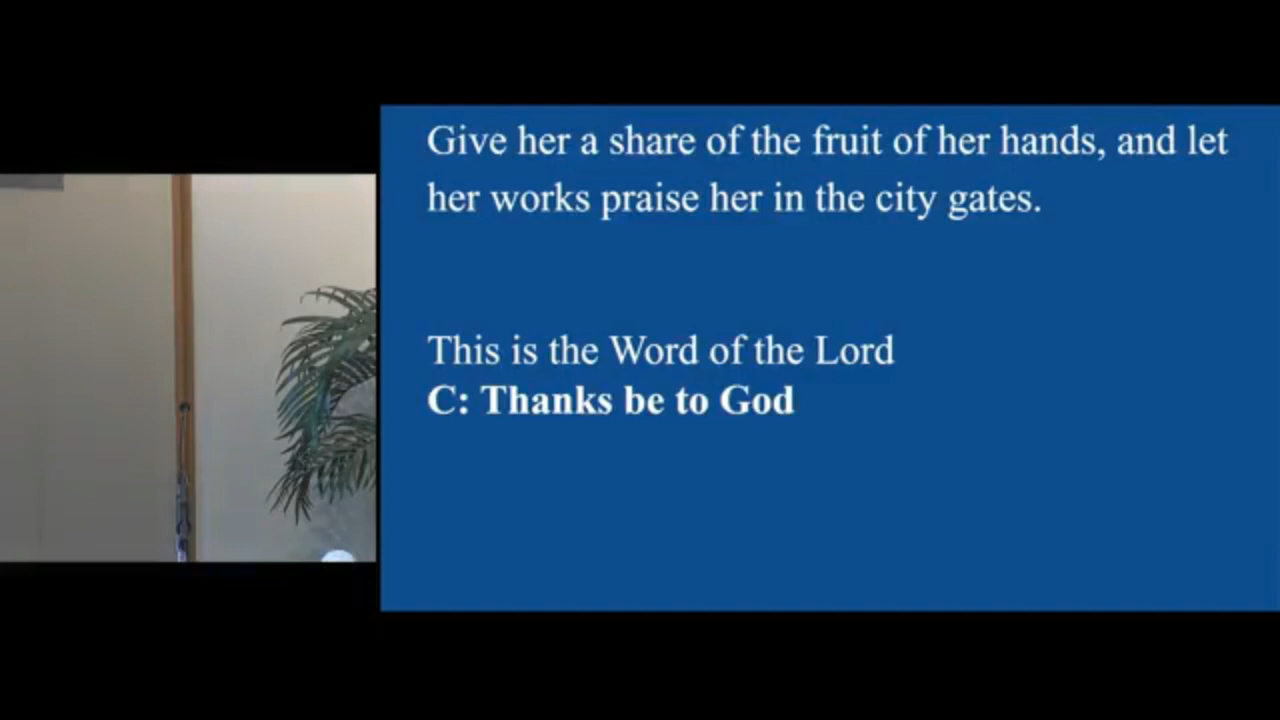 Give her a share of the fruit of her hands, and let
her works praise her in the city gates.
This is the Word of the Lord
C: Thanks be to God